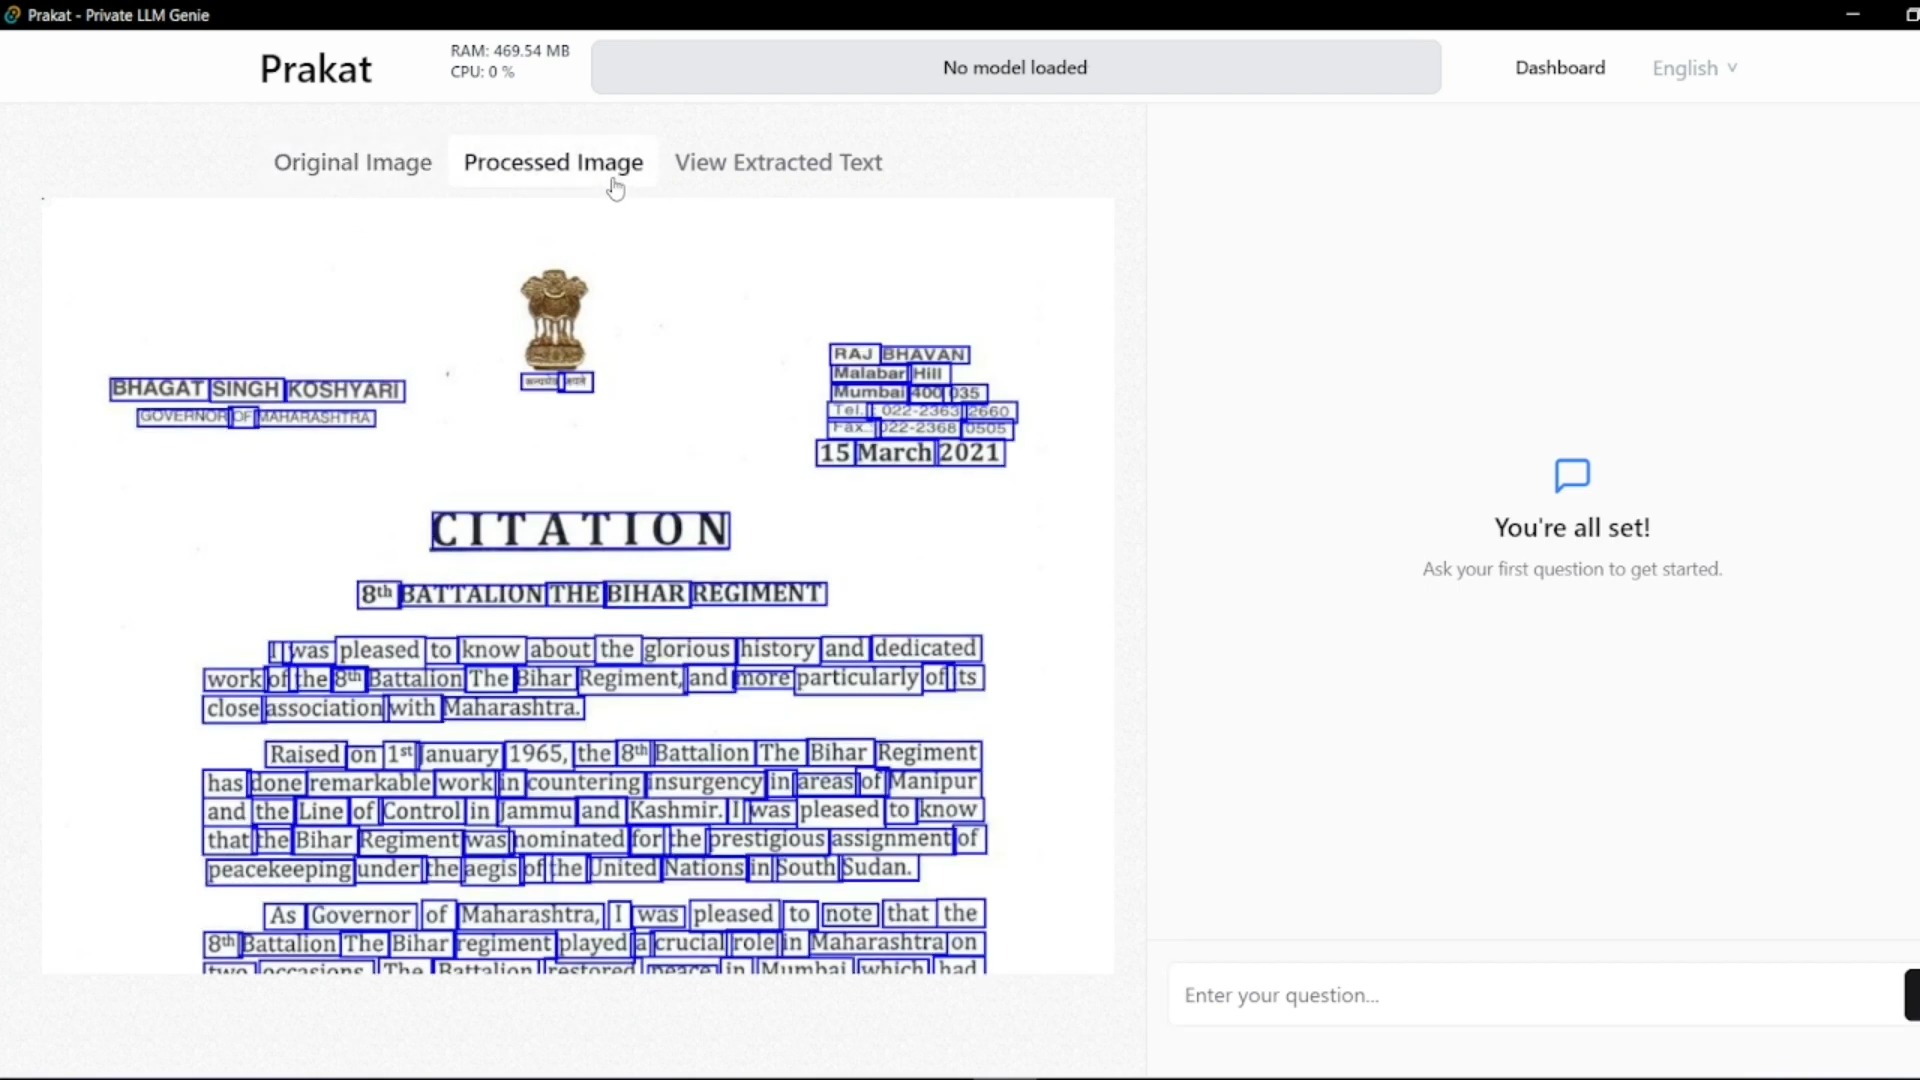 Prakat - Private LLM Genie
Prakat
RAM: 469.54 MB
CPU: 0 %
No model loaded
Dashboard
English
Original Image
Processed Image
View Extracted Text
BHAGAT SINGH KOSHYARI
GOVERNOR OF MAHARASHTRA
RAJ BHAVAN
Malabar Hill
Mumbai 400 035
Tel. : 022-2363 2660
Fax : 022-2368 0505
15 March 2021
CITATION
8th BATTALION THE BIHAR REGIMENT
I was pleased to know about the glorious history and dedicated
work of the 8th Battalion The Bihar Regiment, and more particularly of its
close association with Maharashtra.
Raised on 1st January 1965, the 8th Battalion The Bihar Regiment
has done remarkable work in countering insurgency in areas of Manipur
and the Line of Control in Jammu and Kashmir. I was pleased to know
that the Bihar Regiment was nominated for the prestigious assignment of
peacekeeping under the aegis of the United Nations in South Sudan.
As Governor of Maharashtra, I was pleased to note that the
8th Battalion The Bihar regiment played a crucial role in Maharashtra on
two occasions. The Battalion restored peace in Mumbai which had
You're all set!
Ask your first question to get started.
Enter your question...